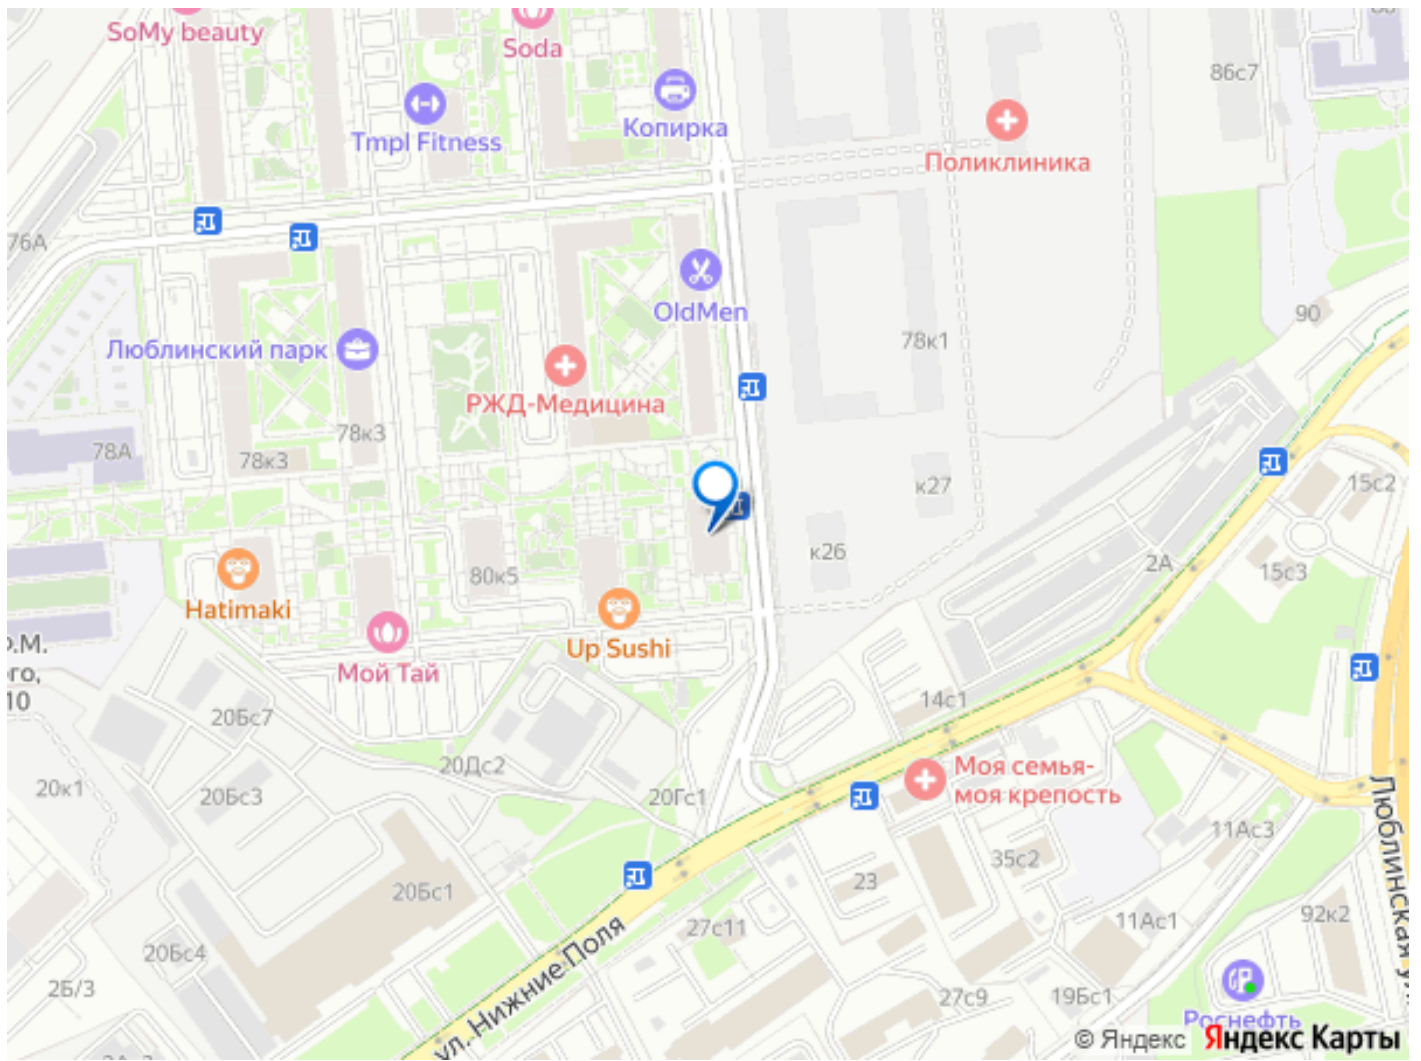 SoMy beauty
Soda
86с7
Копирка
Tmpl Fitness
Поликлиника
76А
OldMen
90
78к1
Люблинский парк
РЖД-Медицина
78к3
78А
78к3
15с2
к27
к26
2А
15с3
80к5
Hatimaki
Up Sushi
Мой Тай
14с1
20Бс7
20Дс2
Моя семья-
моя крепость
20к1
20Бс3
20Гс1
11Ас3
35с2
23
20Бс1
92к2
11Ас1
27с11
20Бс4
ул. Нижние Поля
2Б/3
27с9
19Бс1
Роснефть
Люблинская ул.
© Яндекс Яндекс Карты